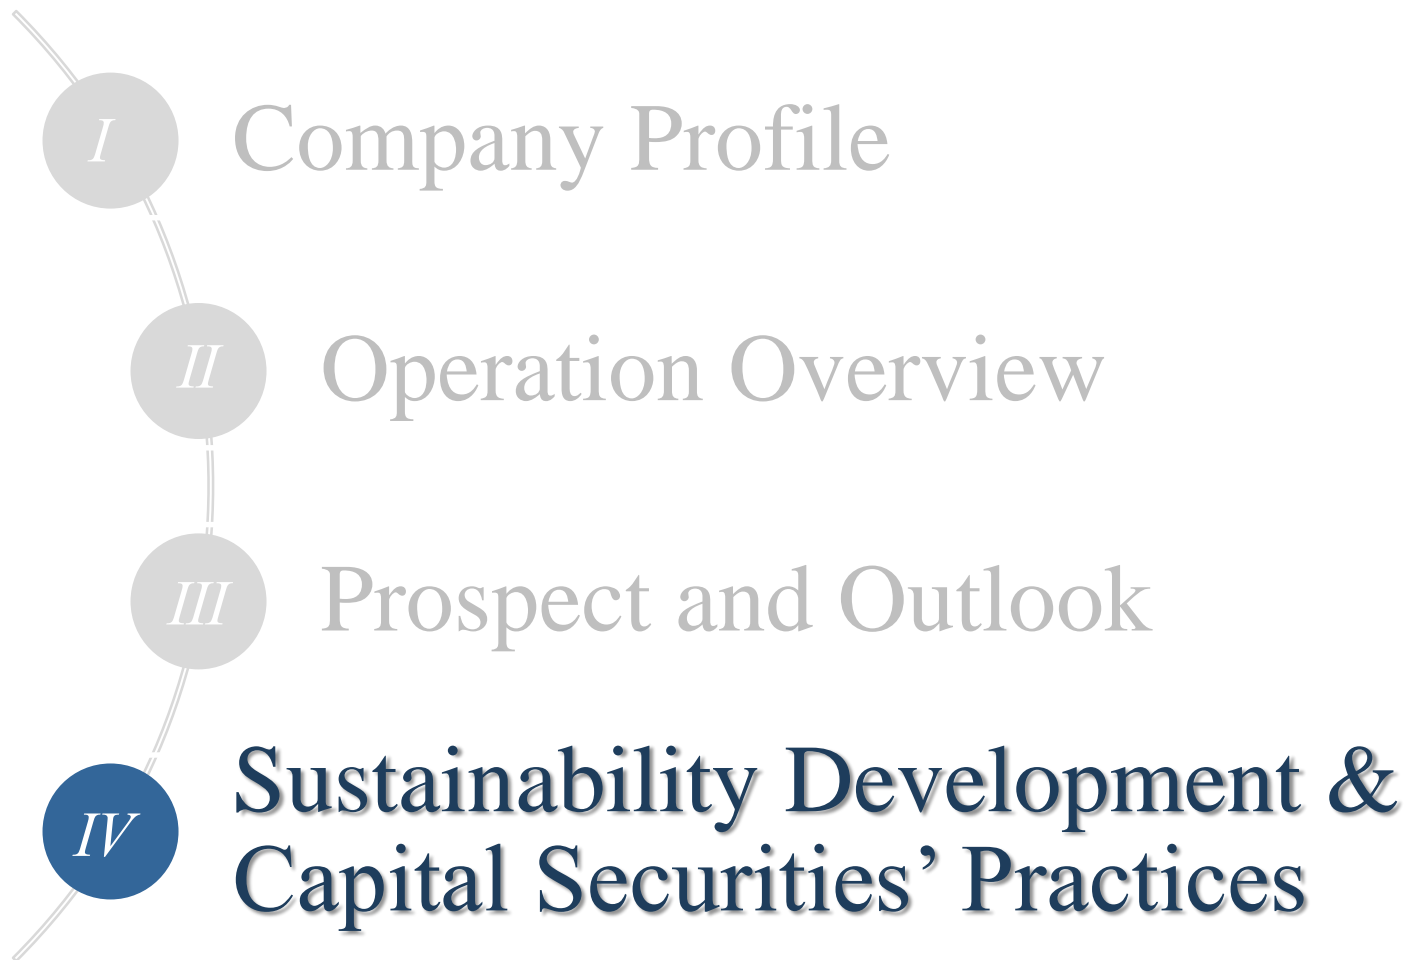 I
Company Profile
II
Operation Overview
III
Prospect and Outlook
IV
Sustainability Development &
Capital Securities’ Practices